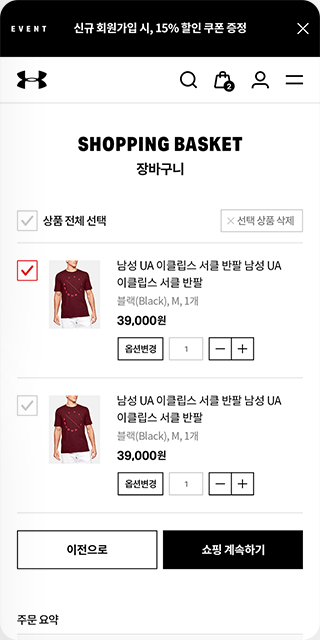 EVENT 신규 회원가입 시, 15% 할인 쿠폰 증정
2
SHOPPING BASKET
장바구니
상품 전체 선택
선택 상품 삭제
남성 UA 이클립스 서클 반팔 남성 UA
이클립스 서클 반팔
블랙(Black), M, 1개
39,000원
옵션변경 1
남성 UA 이클립스 서클 반팔 남성 UA
이클립스 서클 반팔
블랙(Black), M, 1개
39,000원
옵션변경 1
이전으로
쇼핑 계속하기
주문 요약